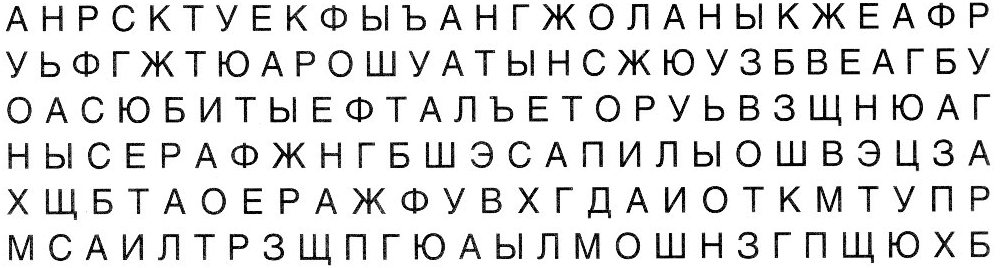 А Н Р С К Т У Е К Ф Ы Ъ А Н Г Ж О Л А Н Ы К Ж Е А Ф Р
У Ь Ф Г Ж Т Ю А Р О Ш У А Т Ы Н С Ж Ю У З Б В Е А Г Б У
О А С Ю Б И Т Ы Е Ф Т А Л Ъ Е Т О Р У Ь В З Щ Н Ю А Г
Н Ы С Е Р А Ф Ж Н Г Б Ш Э С А П И Л Ы О Ш В Э Ц З А
Х Щ Б Т А О Е Р А Ж Ф У В Х Г Д А И О Т К М Т У П Р
М С А И Л Т Р З Щ П Г Ю А Ы Л М О Ш Н З Г П Щ Ю Х Б